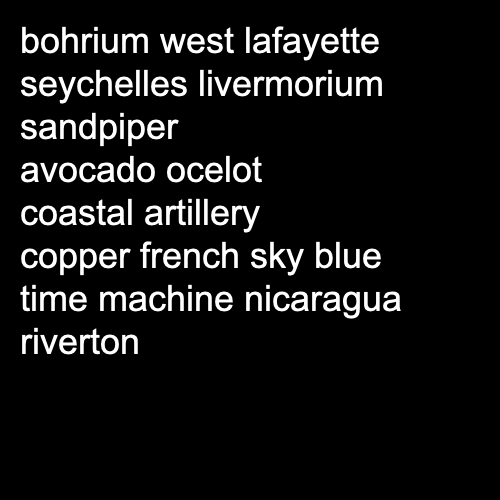 bohrium west lafayette
seychelles livermorium
sandpiper
avocado ocelot
coastal artillery
copper french sky blue
time machine nicaragua
riverton